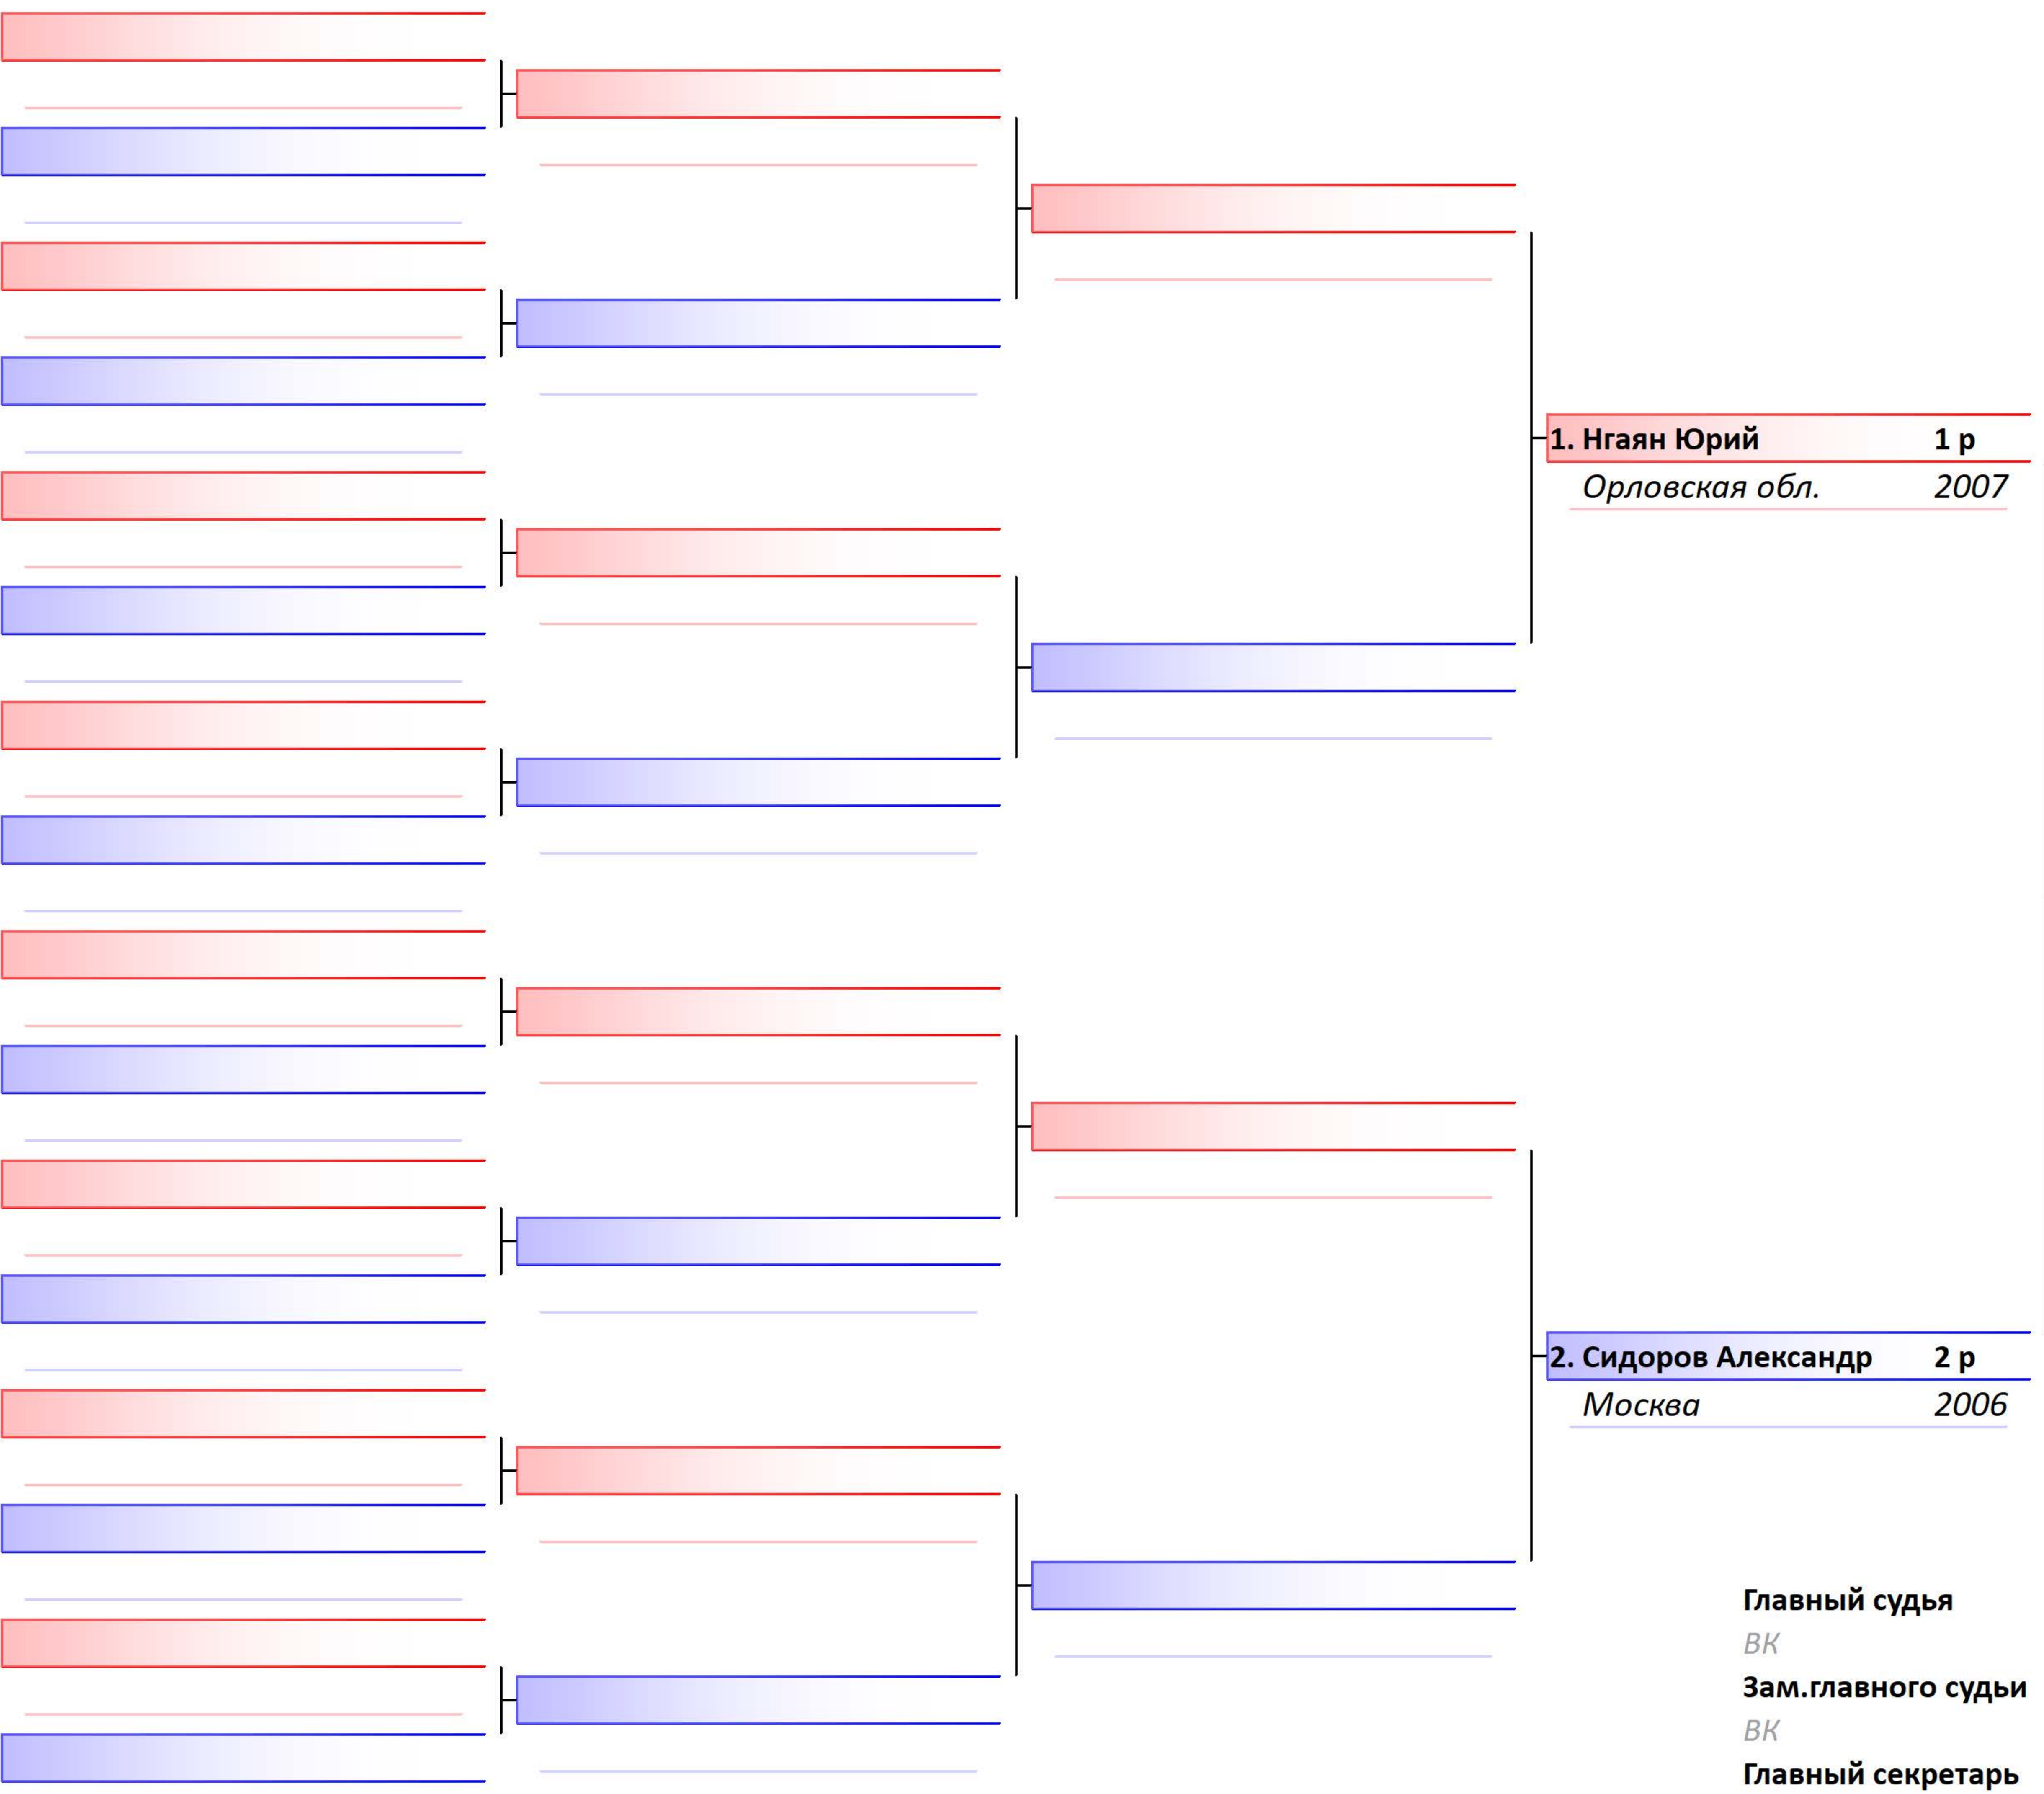 1. Нгаян Юрий 1 р
Орловская обл. 2007
2. Сидоров Александр 2 р
Москва 2006
Главный судья
ВК
Зам.главного судьи
ВК
Главный секретарь